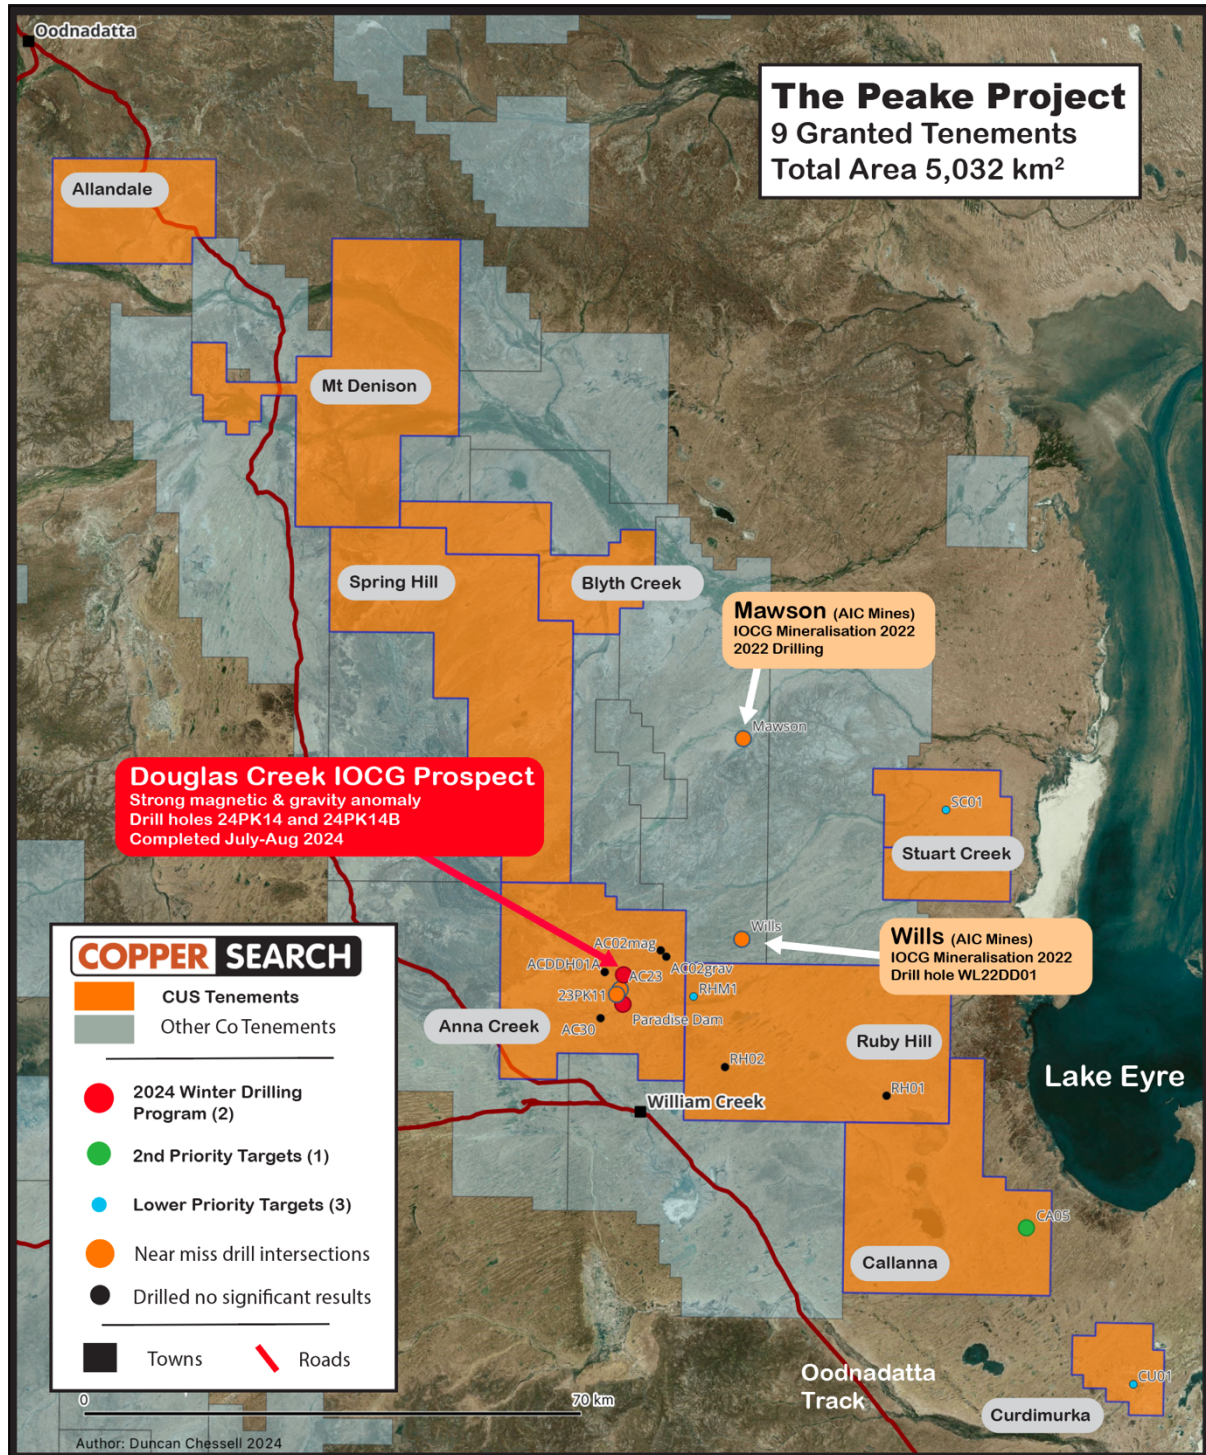 Oodnadatta
The Peake Project
9 Granted Tenements
Total Area 5,032 km²
Allandale
Mt Denison
Spring Hill
Blyth Creek
Mawson (AIC Mines)
IOCG Mineralisation 2022
2022 Drilling
Mawson
Douglas Creek IOCG Prospect
Strong magnetic & gravity anomaly
Drill holes 24PK14 and 24PK14B
Completed July-Aug 2024
SC01
Stuart Creek
Wills
Wills (AIC Mines)
IOCG Mineralisation 2022
Drill hole WL22DD01
AC02mag
AC02grav
ACDDH01A
AC23
23PK11
RHM1
Paradise Dam
AC30
Anna Creek
Ruby Hill
RH02
RH01
Lake Eyre
William Creek
CA05
Callanna
CU01
Curdimurka
Oodnadatta
Track
COPPER SEARCH
CUS Tenements
Other Co Tenements
2024 Winter Drilling
Program (2)
2nd Priority Targets (1)
Lower Priority Targets (3)
Near miss drill intersections
Drilled no significant results
Towns
Roads
0
70 km
Author: Duncan Chessell 2024